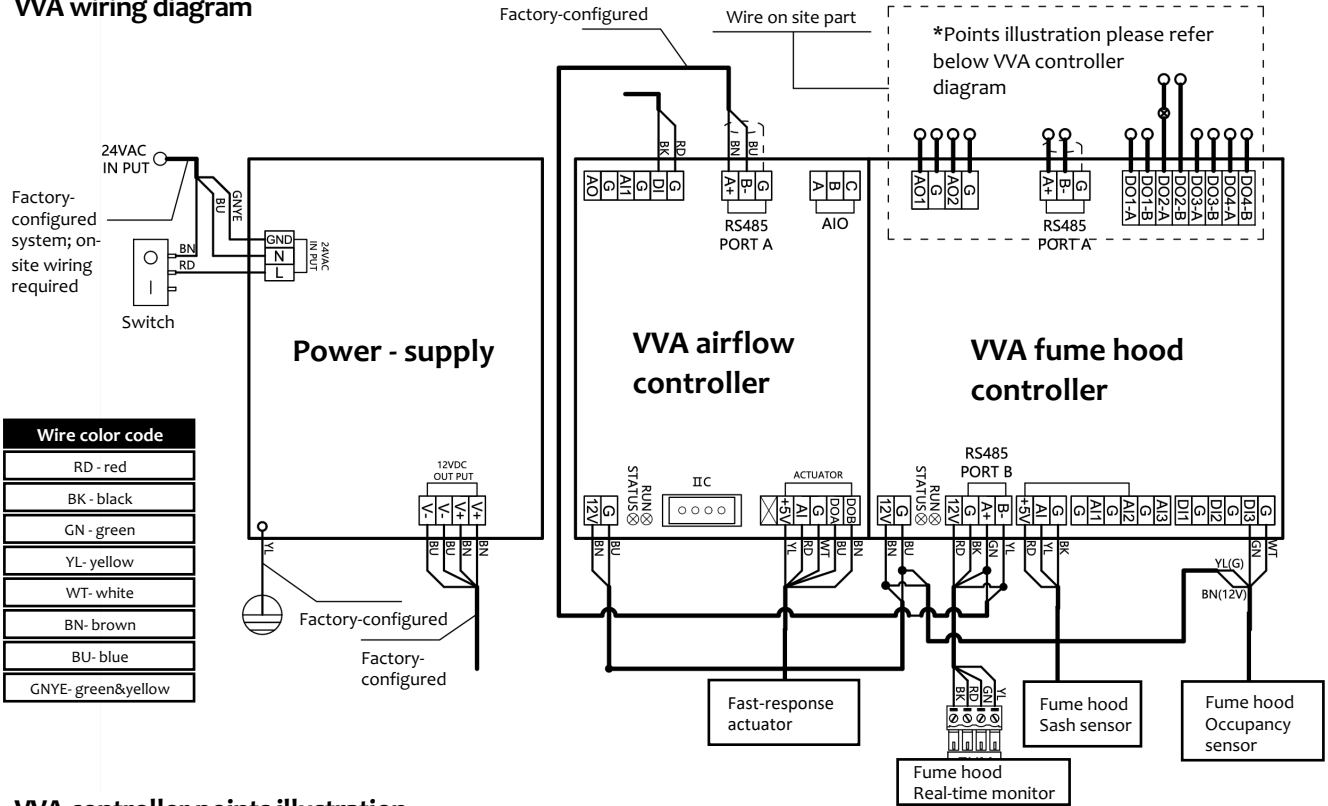 VVA wiring diagram
Factory-configured
Wire on site part
*Points illustration please refer
below VVA controller
diagram
24VAC
IN PUT
Factory-
configured
system; on-
site wiring
required
BU
GNYE
BN
RD
Switch
GND
N
L
24VAC
IN PUT
BK
RD
BN
BU
AO
G
AI1
G
DI
G
A+
B-
G
RS485
PORT A
A
B
C
AIO
AO1
G
AO2
G
A+
B-
G
RS485
PORT A
DO1-A
DO1-B
DO2-A
DO2-B
DO3-A
DO3-B
DO4-A
DO4-B
Power - supply
VVA airflow
controller
VVA fume hood
controller
Wire color code
RD - red
BK - black
GN - green
YL- yellow
WT- white
BN- brown
BU- blue
GNYE- green&yellow
12VDC
OUT PUT
V-
V-
V+
V+
BU
BU
BN
BN
YL
Factory-configured
Factory-
configured
12V
G
BN
BU
STATUS
RUN
IIC
ACTUATOR
+5V
AI
G
DOA
DOB
YL
RD
WT
BU
BN
12V
G
BN
BU
STATUS
RUN
RS485
PORT B
12V
G
A+
B-
RD
BK
GN
YL
+5V
AI
G
RD
YL
BK
AI1
G
G
AI2
G
AI3
DI1
G
DI2
G
DI3
G
GN
WT
YL(G)
BN(12V)
BK
RD
GN
YL
Fast-response
actuator
Fume hood
Real-time monitor
Fume hood
Sash sensor
Fume hood
Occupancy
sensor
VVA controller points illustration